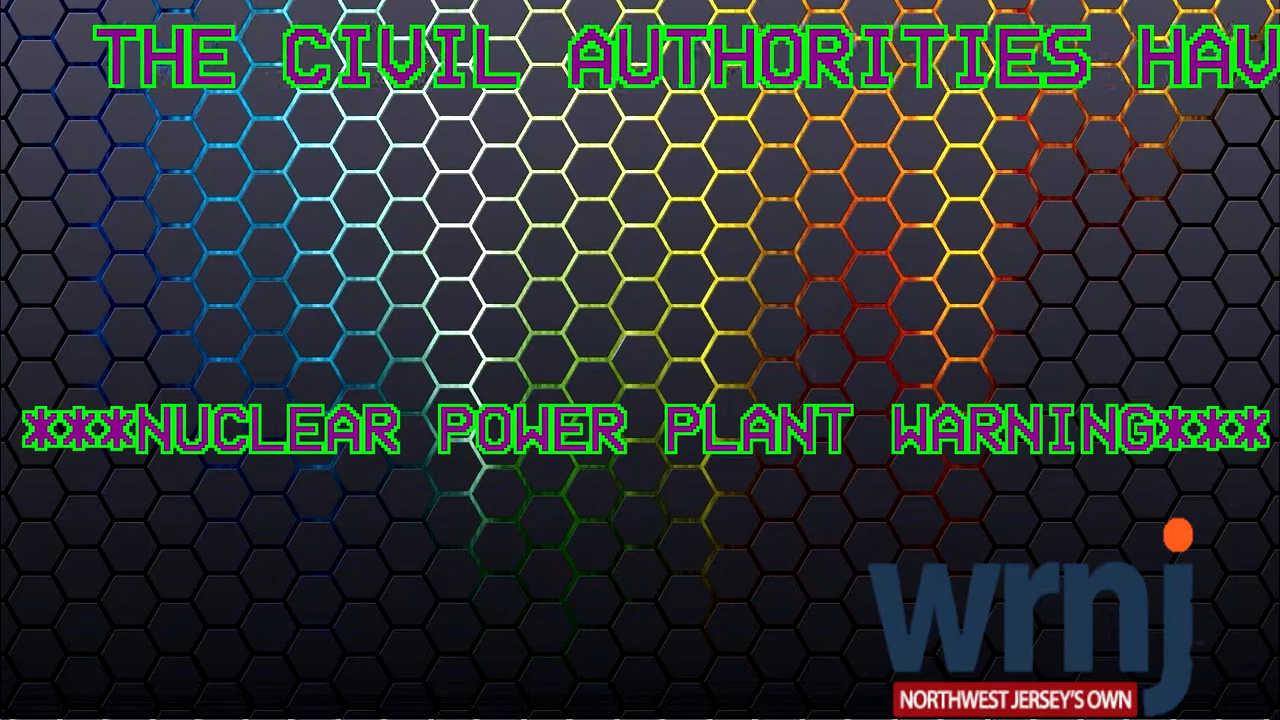 THE CIVIL AUTHORITIES HAV
***NUCLEAR POWER PLANT WARNING***
wrnj
NORTHWEST JERSEY'S OWN